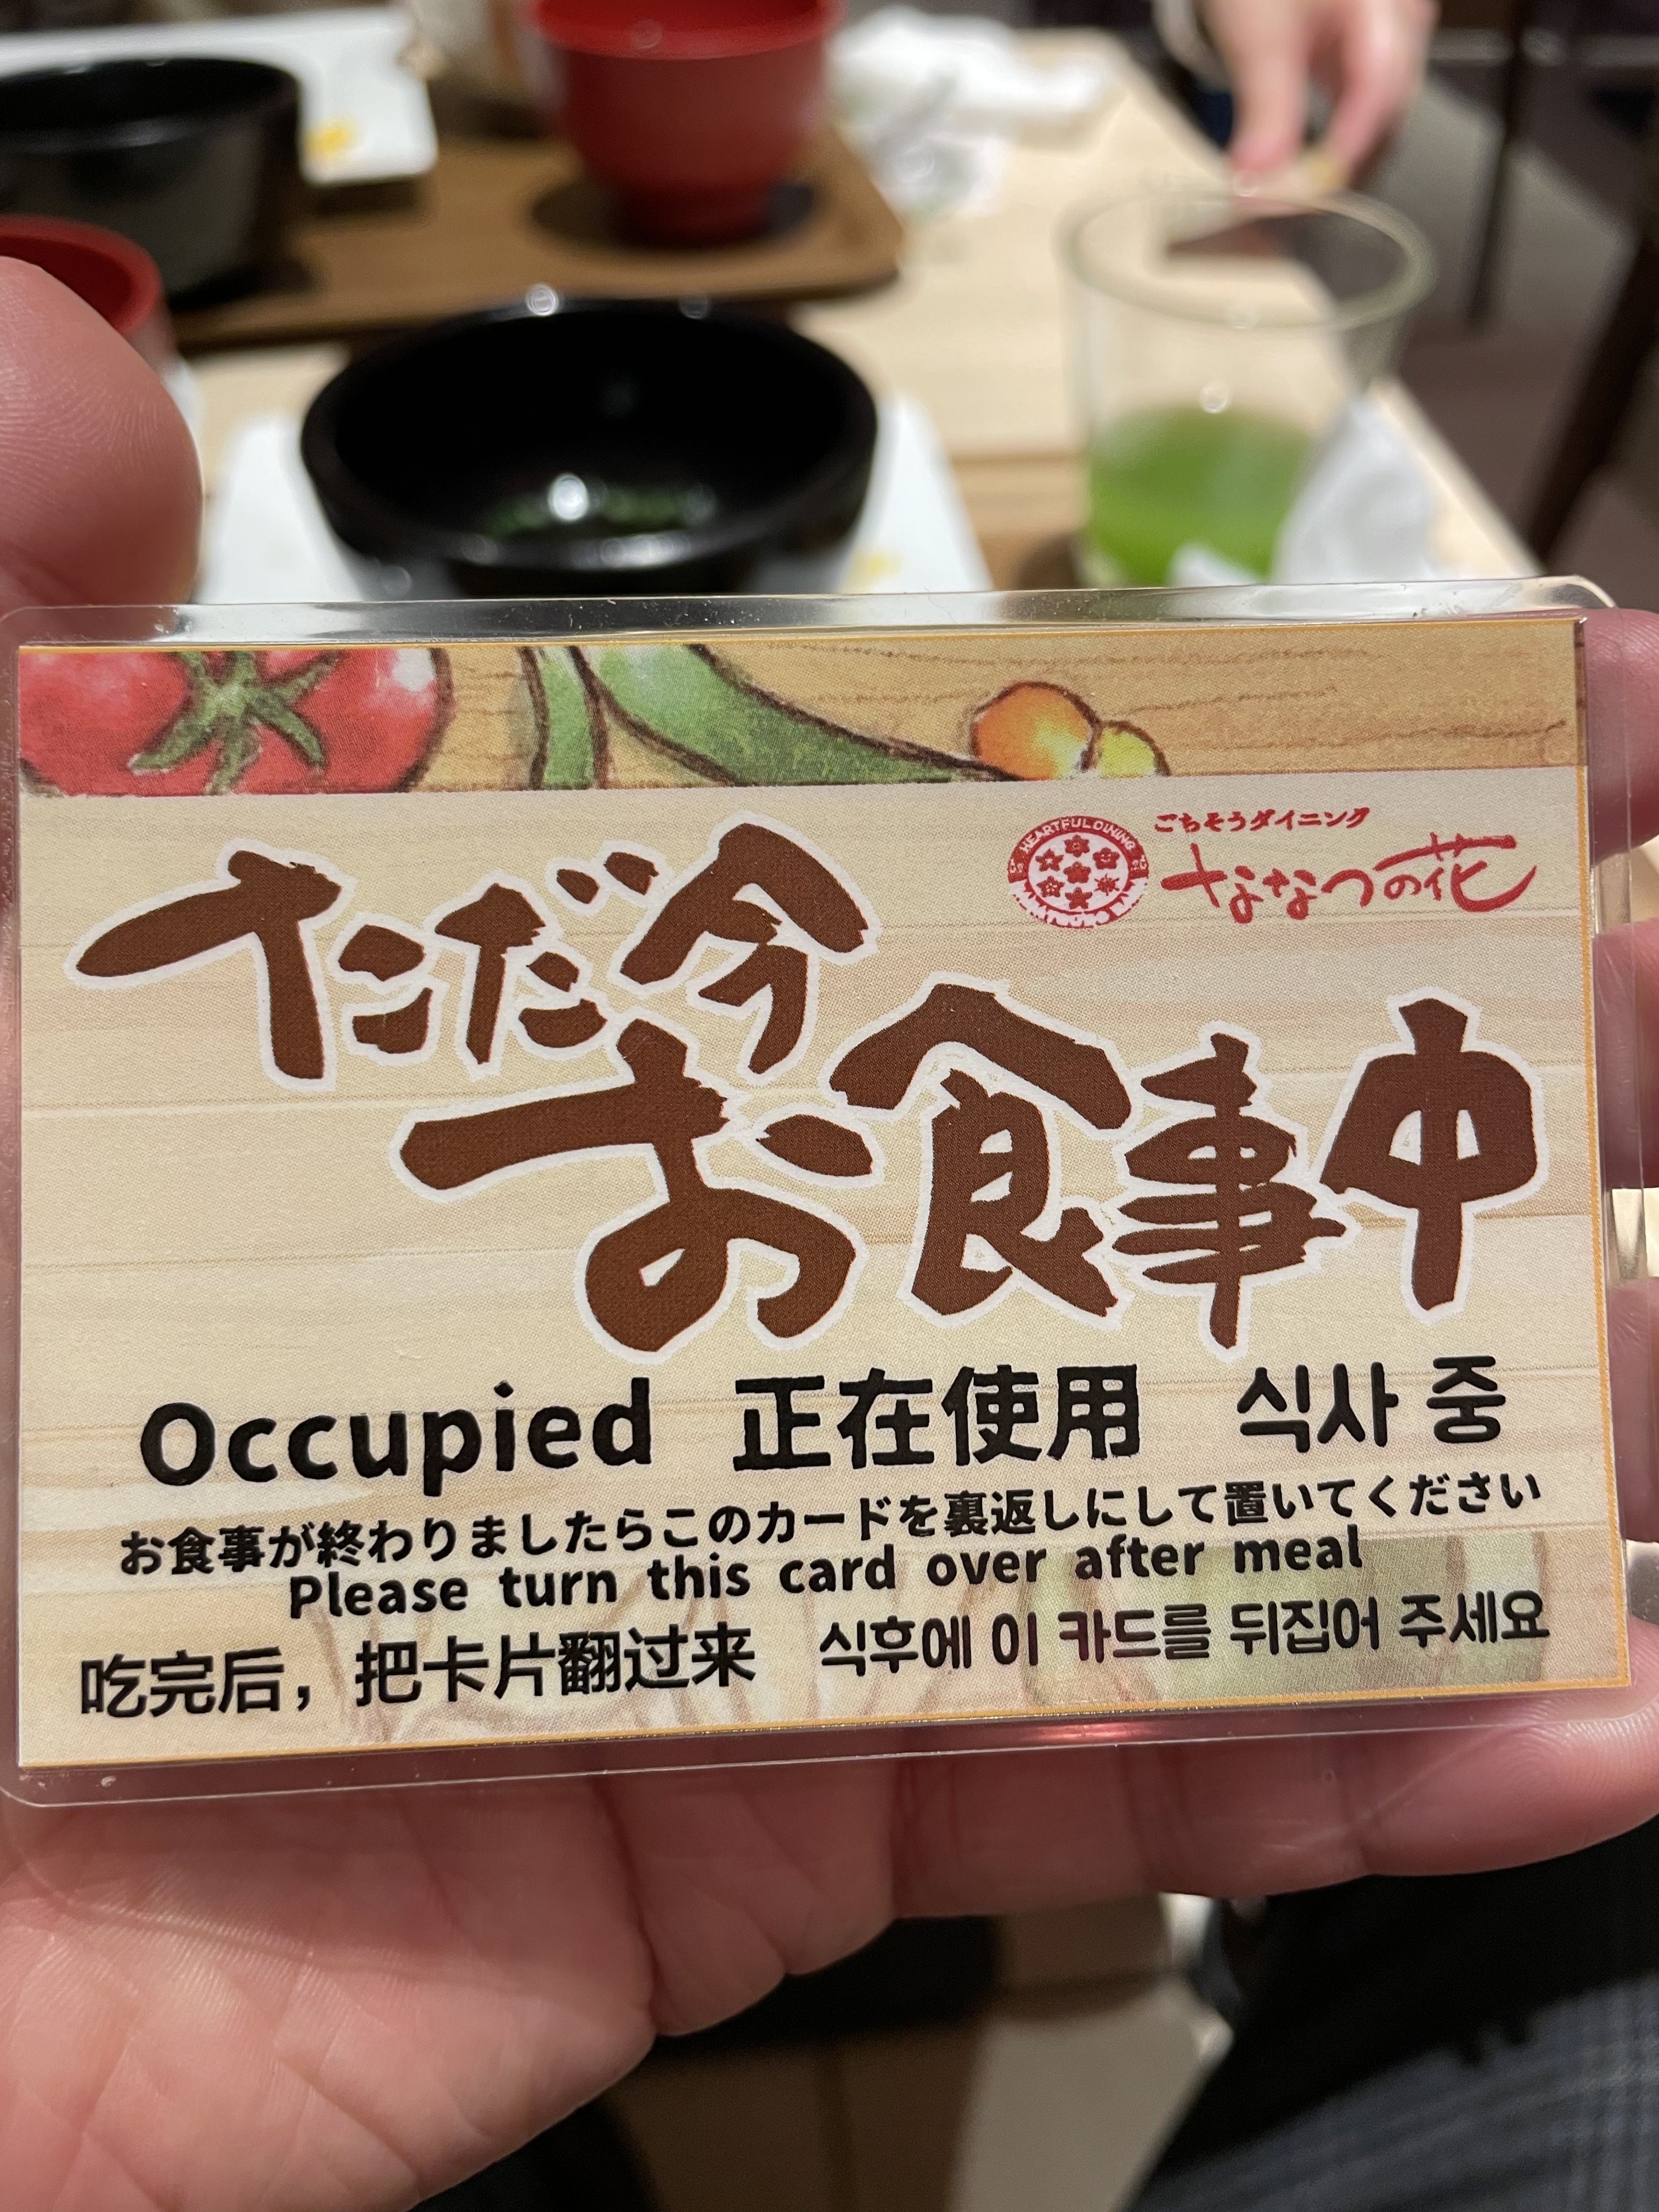 HEARTFUL DINING
ごちそうダイニング
ななつの花
ただ今
お食事中
Occupied 正在使用 식사 중
お食事が終わりましたらこのカードを裏返しにして置いてください
Please turn this card over after meal
吃完后，把卡片翻过来 식후에 이 카드를 뒤집어 주세요